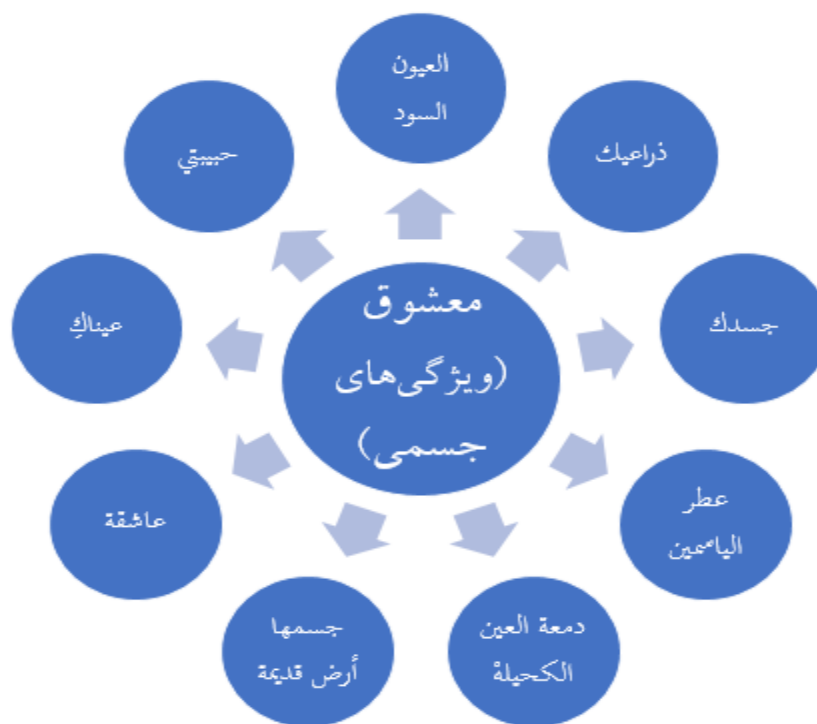 العيون
السود
ذراعيك
جسدك
عطر
الياسمين
دمعة العين
الكحيلة
جسمها
أرض قديمة
عاشقة
عيناكِ
حبيبتي
معشوق
(ویژگی‌های
جسمی)